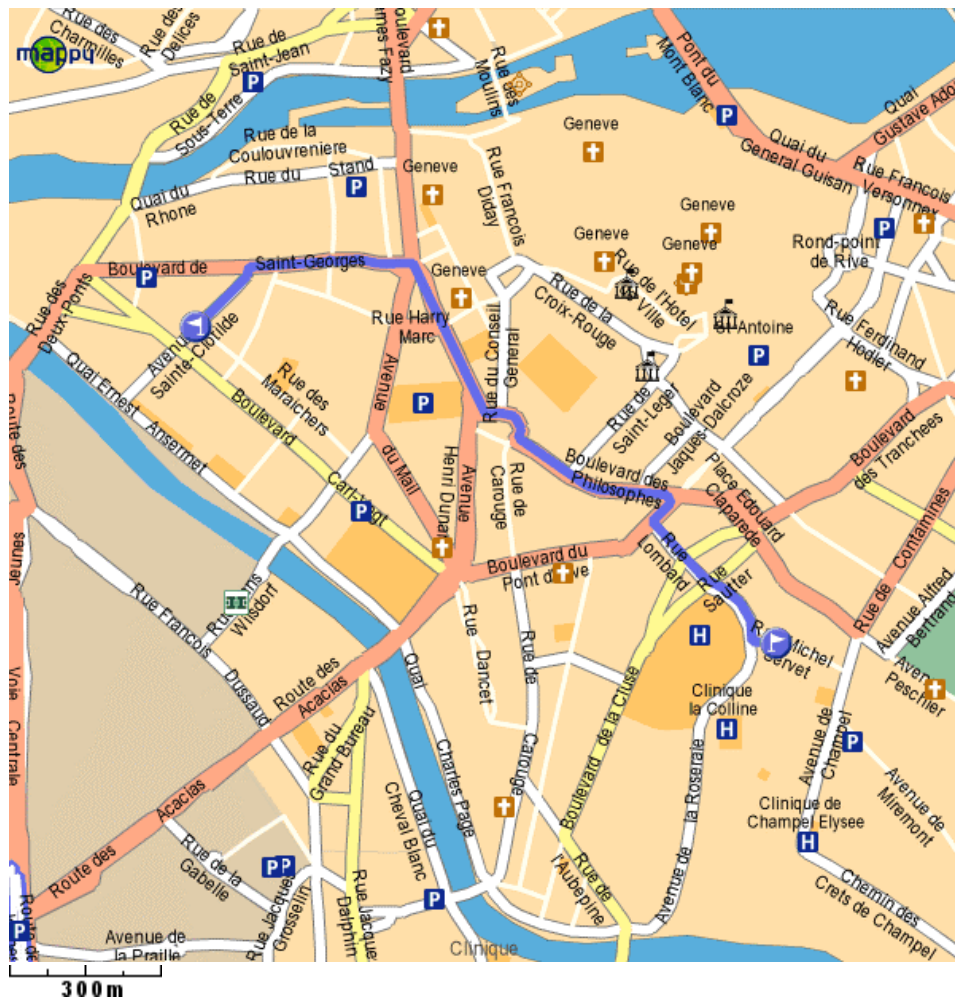 Rue des
Charmilles
Rue des
Delices
Rue de
Saint-Jean
mappy
Boulevard
James Fazy
Rue des
Moulins
Pont du
Mont Blanc
Quai
Gustave Ado
Rue de
Sous-Terre
Rue de la
Coulouvreniere
Rue du Stand
Quai du
Rhone
Geneve
Geneve
Quai du
General Guisan
Rue Francois
Versonnex
Rue Francois
Diday
Geneve
Geneve
Geneve
Rond-point
de Rive
Boulevard de Saint-Georges
Geneve
Rue de l'Hotel
Ville
Rue de la
Croix-Rouge
st-Antoine
Rue des
Deux-Ponts
Avenue
Sainte-Clotilde
Rue Harry
Marc
Rue du Conseil
General
Rue Ferdinand
Hodler
Quai Ernest
Ansermet
Rue des
Maraichers
Avenue
du Mail
Rue de
Saint-Leger
Boulevard
Jaques Dalcroze
Boulevard
Carl-Vogt
Avenue
Henri Dunant
Rue de
Carouge
Boulevard des
Philosophes
Place Edouard
Claparede
Boulevard
des Tranchees
Route des
Rue de Contamines
Boulevard du
Pont d'Arve
Rue
Lombard
Rue
Sautter
Rue Hans
Wilsdorf
Rue Francois
Dussaud
Rue
Dancet
Rue de
Carouge
Rue Michel
Servet
Avenue Alfred
Bertrand
Aven
Peschier
Voie Centrale
Route des
Acacias
Quai
Charles Page
Clinique
la Colline
Boulevard de la Cluse
Avenue de
Champel
Rue du
Grand Bureau
Quai du
Cheval Blanc
Avenue de
la Roseraie
Avenue de
Miremont
Clinique de
Champel Elysee
Route des
Acacias
Rue de la
Gabelle
Rue Jacques
Grosselin
Rue Jacques
Dalphin
Rue de
l'Aubepine
Chemin des
Crets de Champel
Route de
Avenue de
la Praille
Clinique
300m